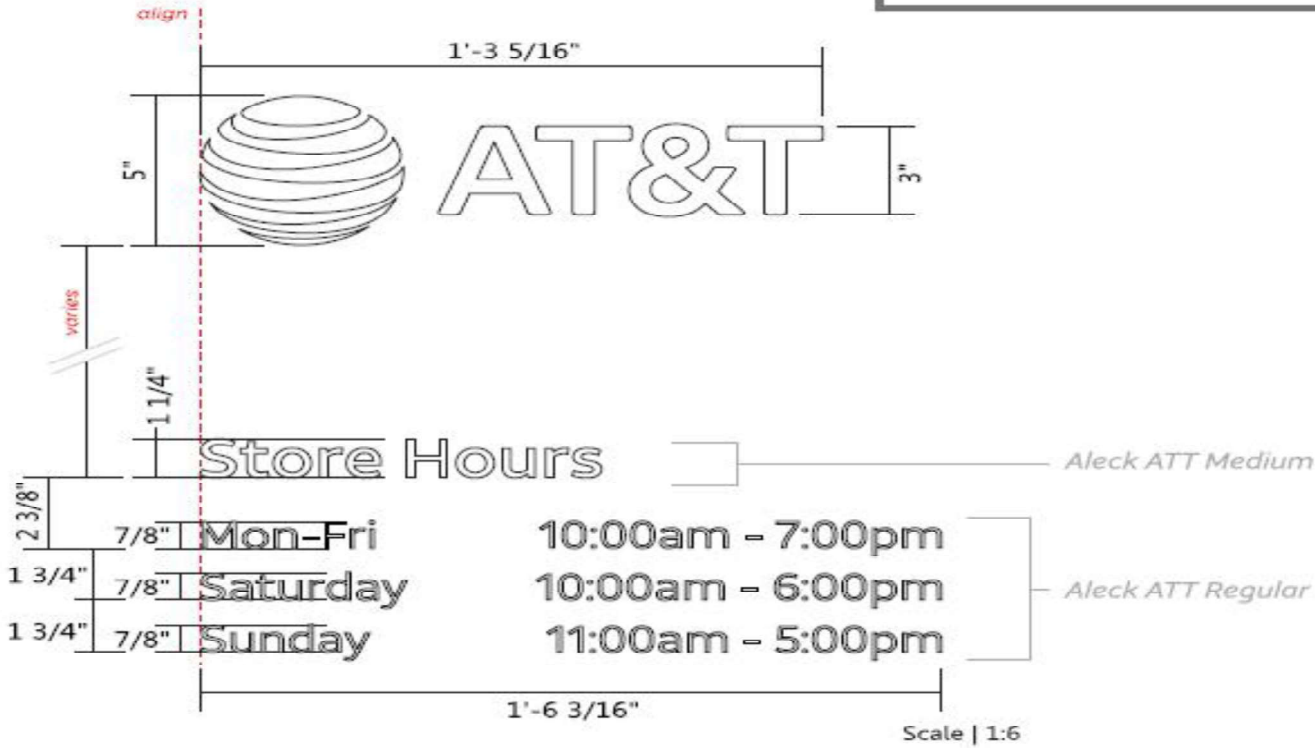 align
1'-3 5/16"
5"
AT&T
3"
varies
1 1/4"
Store Hours
Aleck ATT Medium
2 3/8"
7/8" Mon-Fri 10:00am - 7:00pm
1 3/4"
7/8" Saturday 10:00am - 6:00pm
Aleck ATT Regular
1 3/4"
7/8" Sunday 11:00am - 5:00pm
1'-6 3/16"
Scale | 1:6